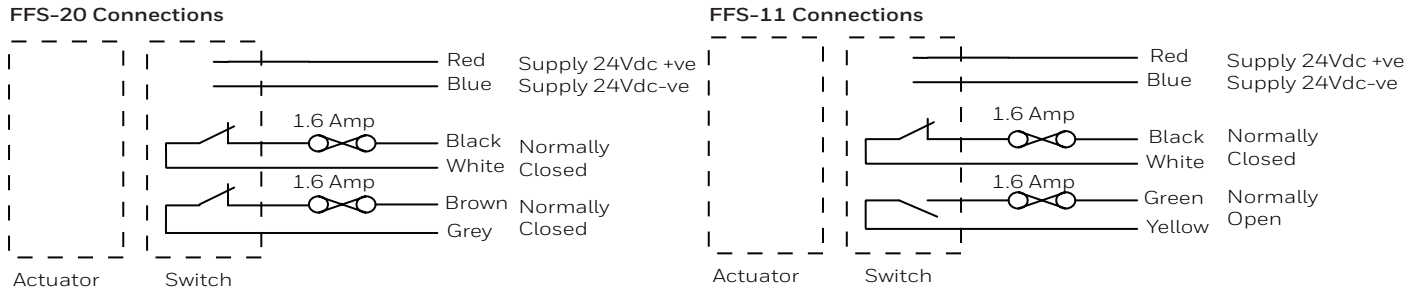 FFS-20 Connections
Red
Supply 24Vdc +ve
Blue
Supply 24Vdc-ve
1.6 Amp
Black
Normally
White
Closed
1.6 Amp
Brown
Normally
Grey
Closed
Actuator
Switch
FFS-11 Connections
Red
Supply 24Vdc +ve
Blue
Supply 24Vdc-ve
1.6 Amp
Black
Normally
White
Closed
1.6 Amp
Green
Normally
Yellow
Open
Actuator
Switch